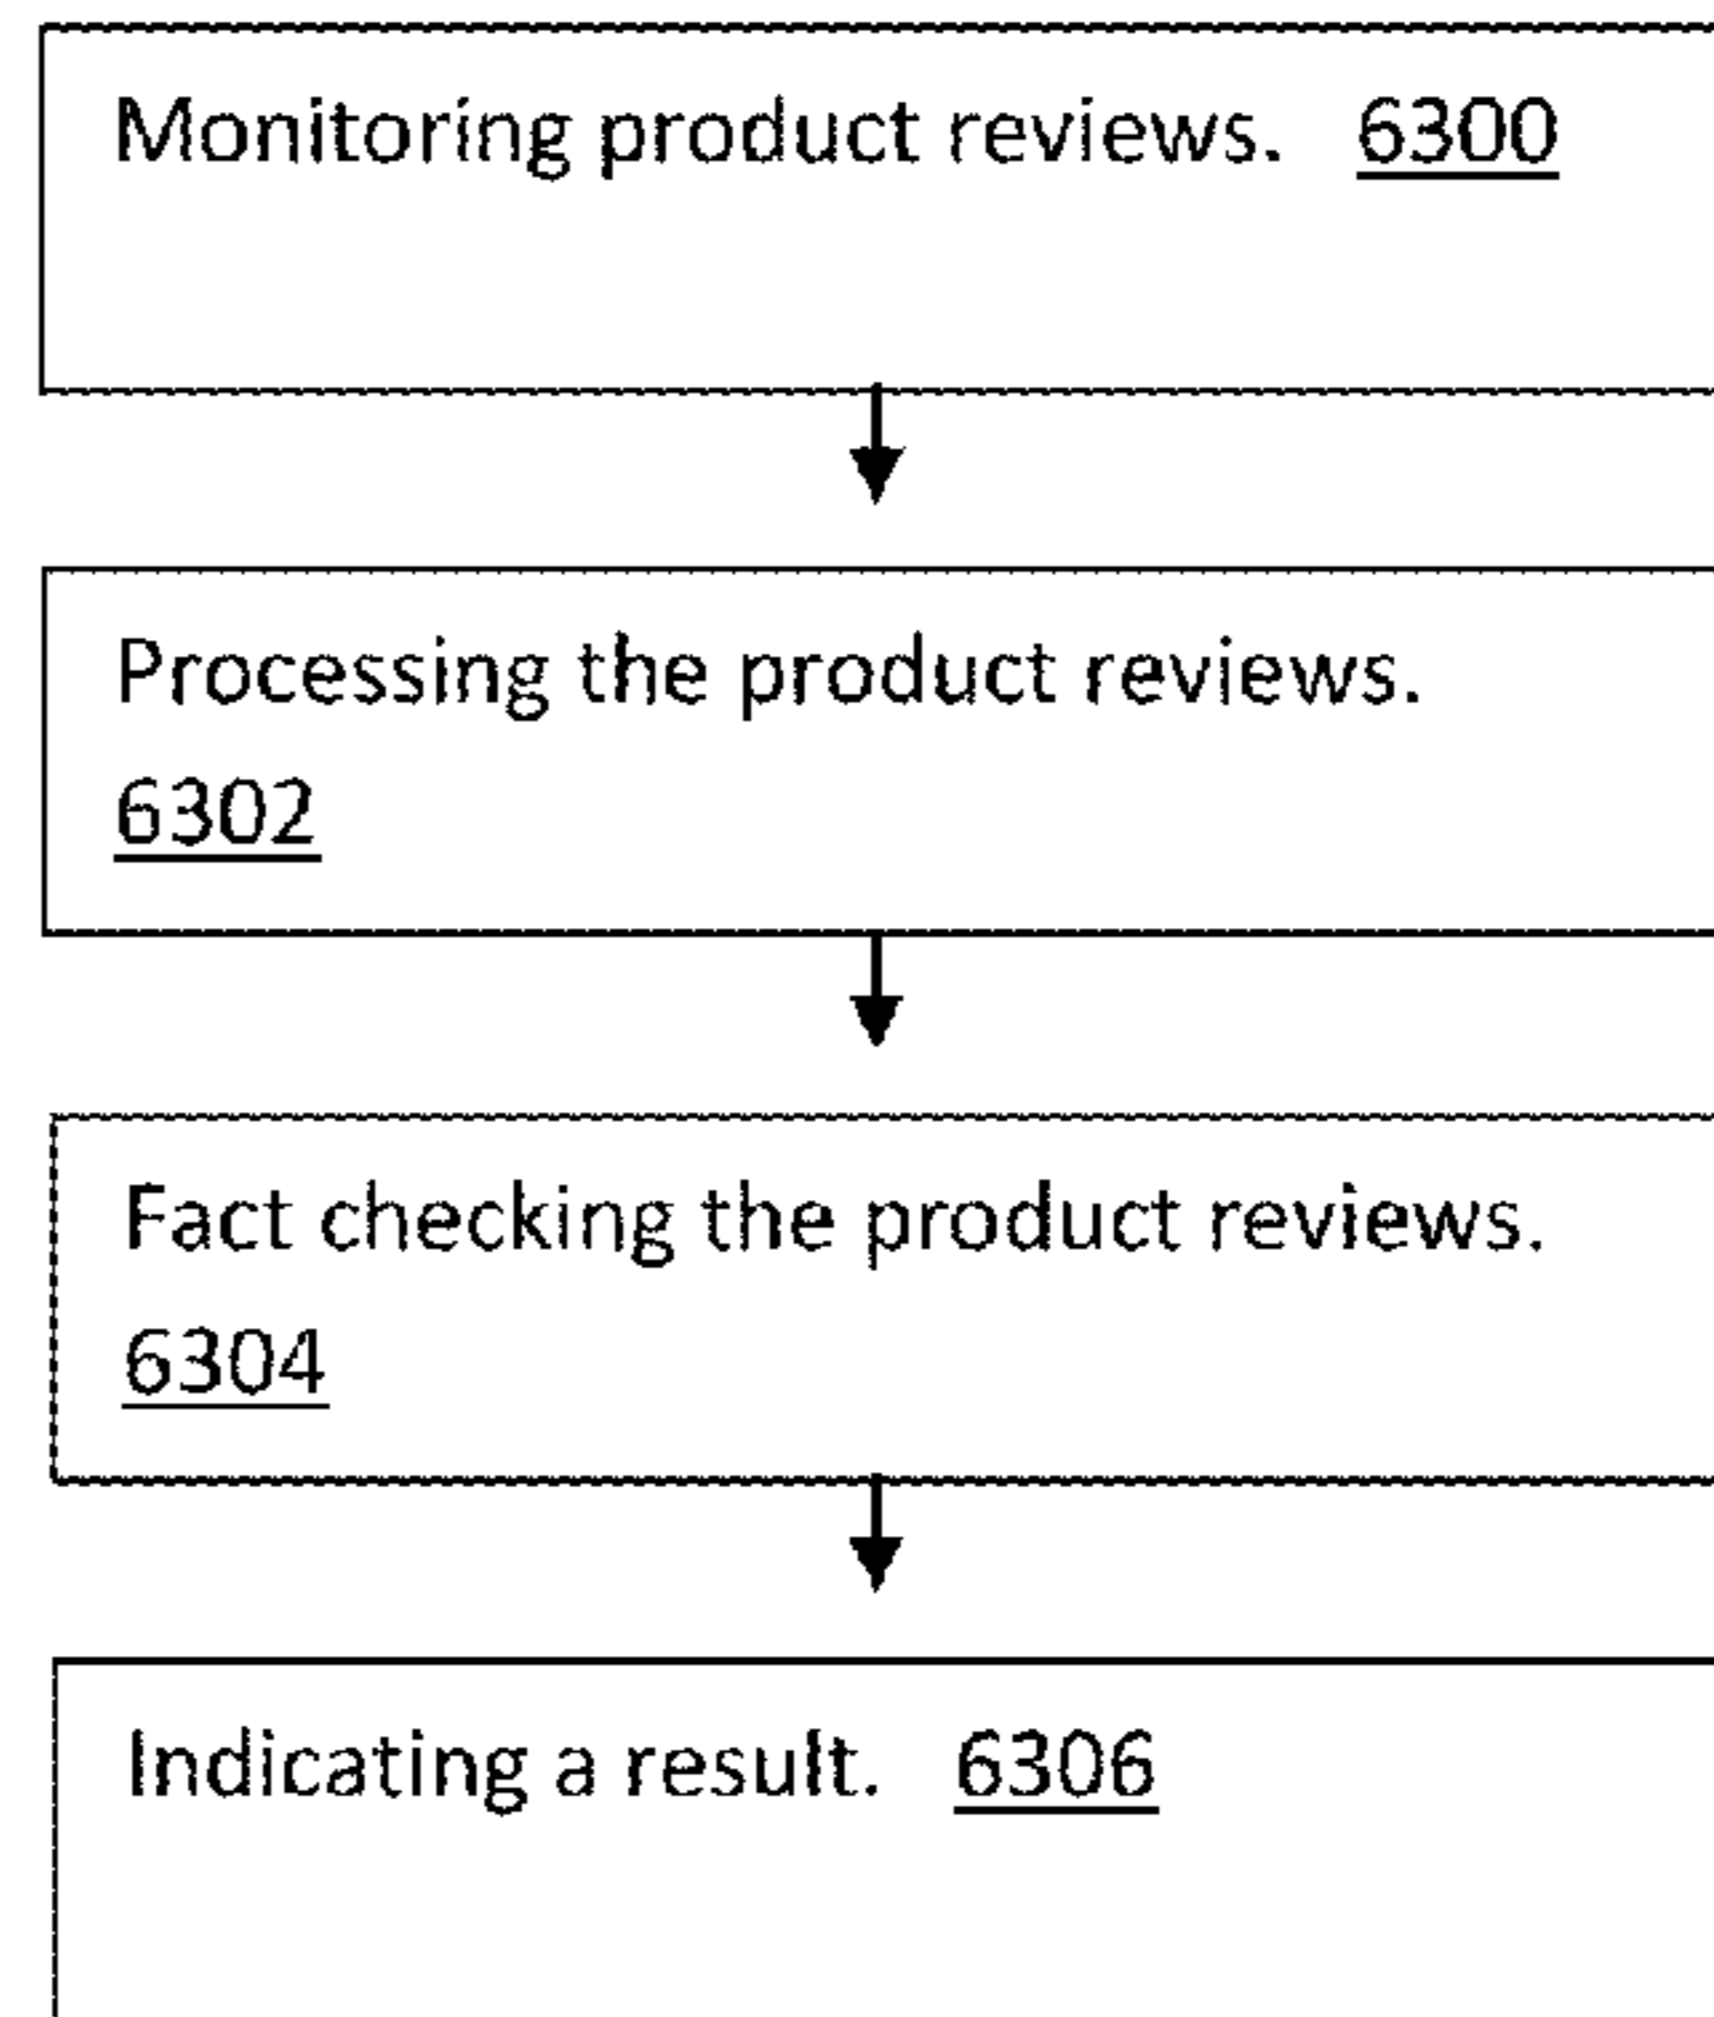 Monitoring product reviews. 6300
Processing the product reviews.
6302
Fact checking the product reviews.
6304
Indicating a result. 6306